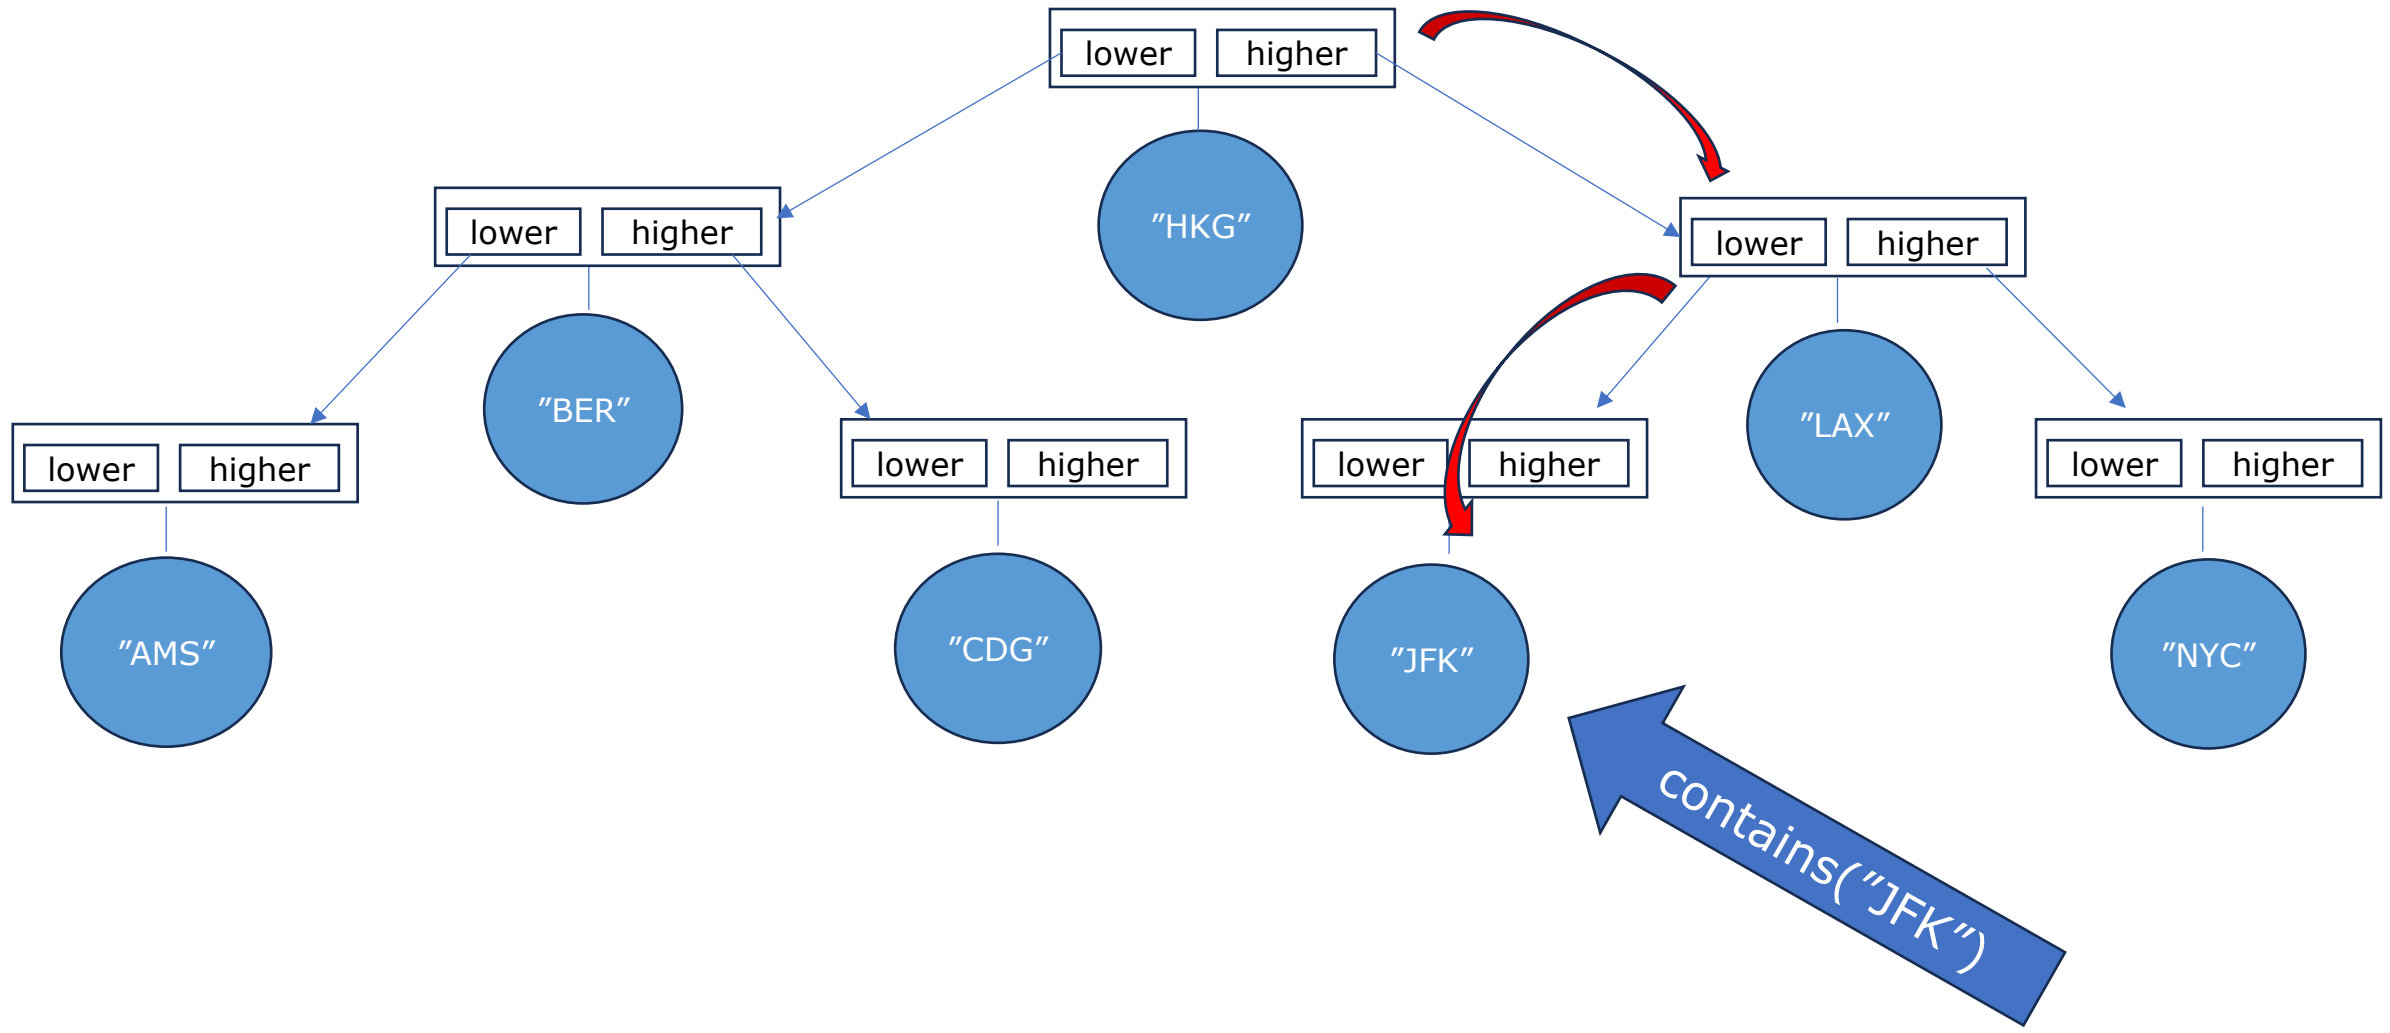 lower higher
″HKG″
lower higher
lower higher
″BER″
″LAX″
lower higher
lower higher
lower higher
lower higher
″AMS″
″CDG″
″JFK″
″NYC″
contains(″JFK″)